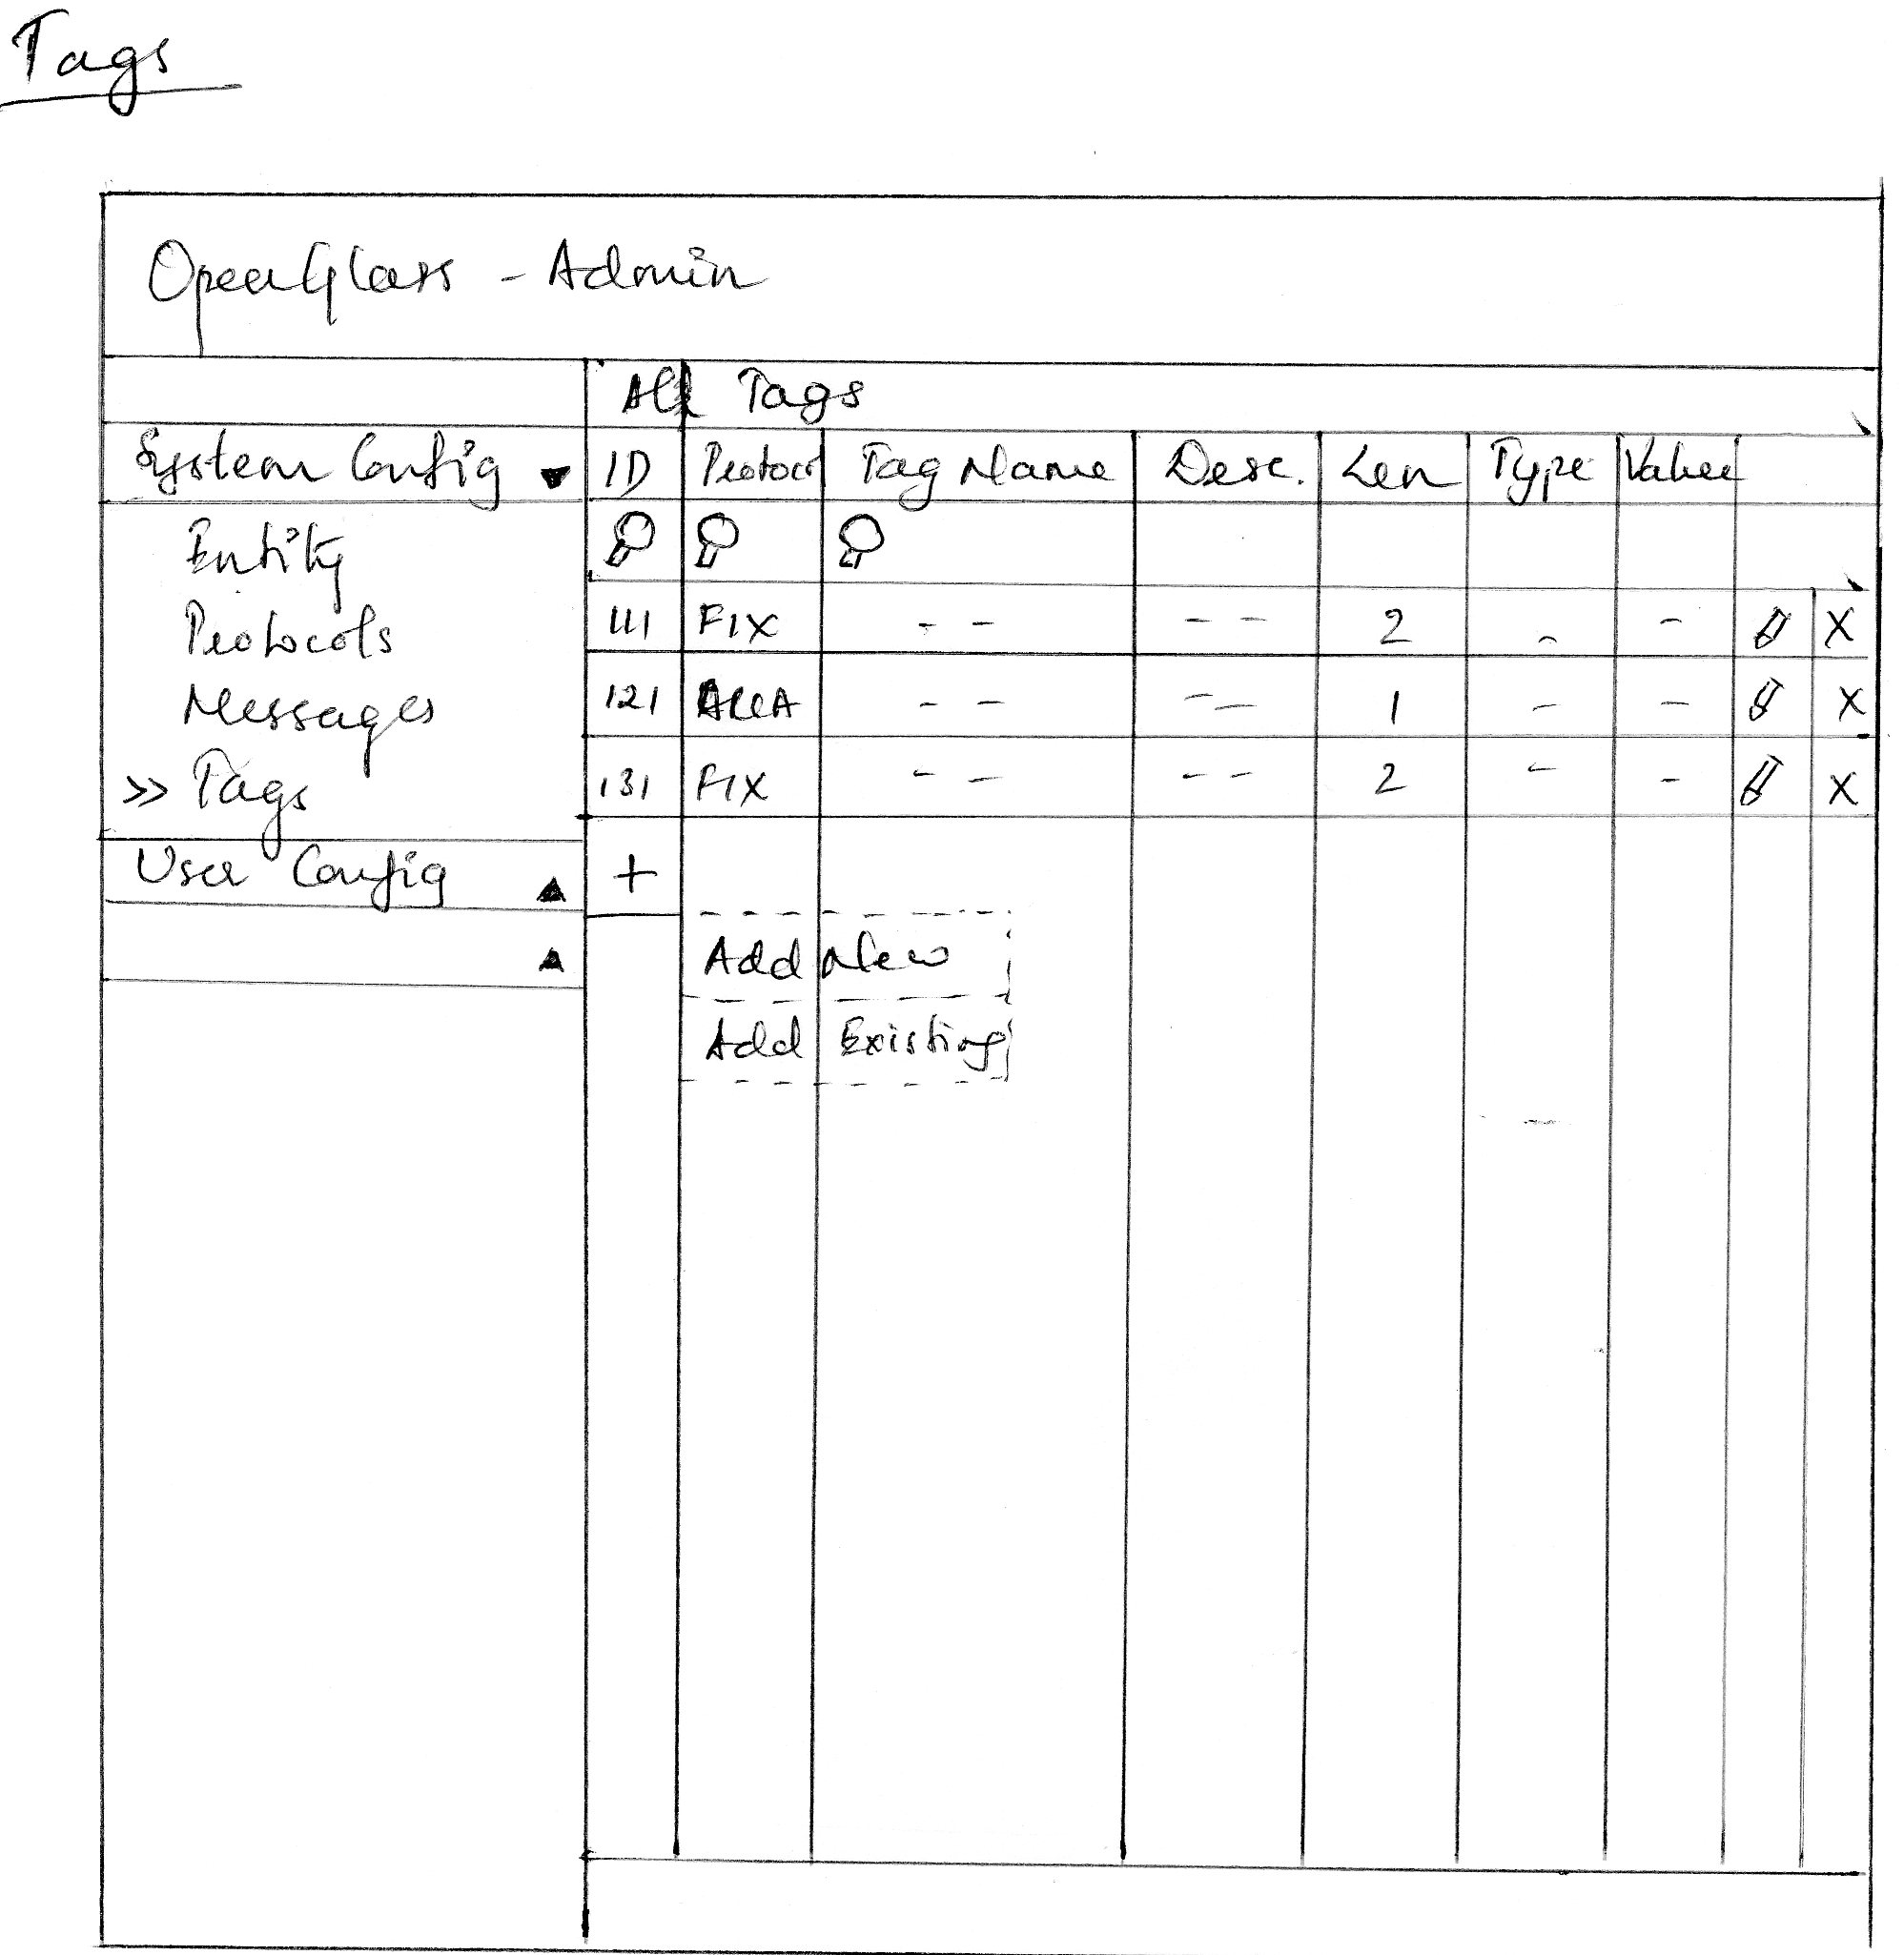 Tags
OpenGlass - Admin
All Tags
System Config ▼
ID Protocol Tag Name Desc. Len Type Value
Entity
Protocols
Messages
>> Tags
111 FIX - - - - 2 - - X
121 - - - - 1 - - X
131 FIX - - - - 2 - - X
User Config ▲
+
▲
Add New
Add Existing